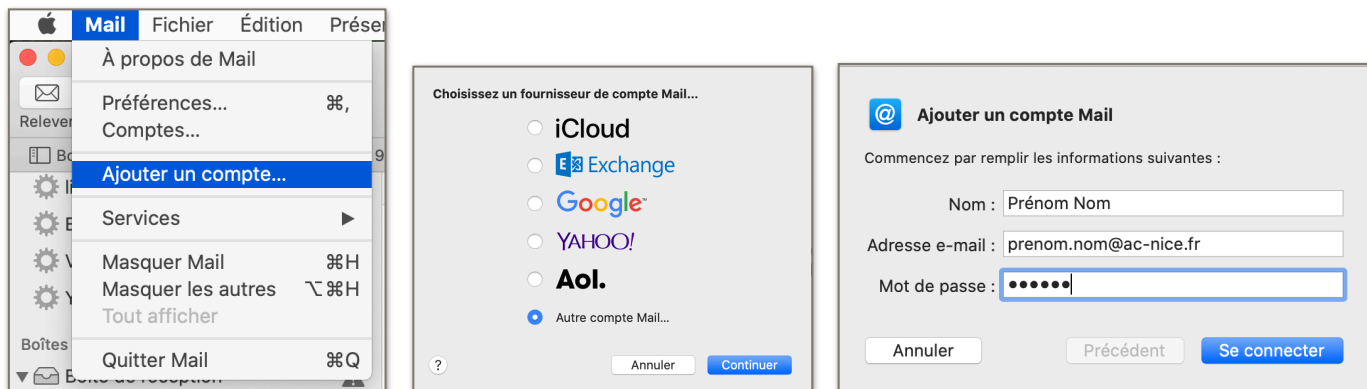 Mail Fichier Édition Préser
À propos de Mail
Préférences... ⌘,
Comptes...
Relever
Ajouter un compte...
Services ▶
Masquer Mail ⌘H
Masquer les autres ⌥⌘H
Tout afficher
Boîtes
Quitter Mail ⌘Q
Choisissez un fournisseur de compte Mail...
iCloud
Exchange
Google
YAHOO!
Aol.
Autre compte Mail...
? Annuler Continuer
@ Ajouter un compte Mail
Commencez par remplir les informations suivantes :
Nom : Prénom Nom
Adresse e-mail : prenom.nom@ac-nice.fr
Mot de passe : ••••••
Annuler Précédent Se connecter